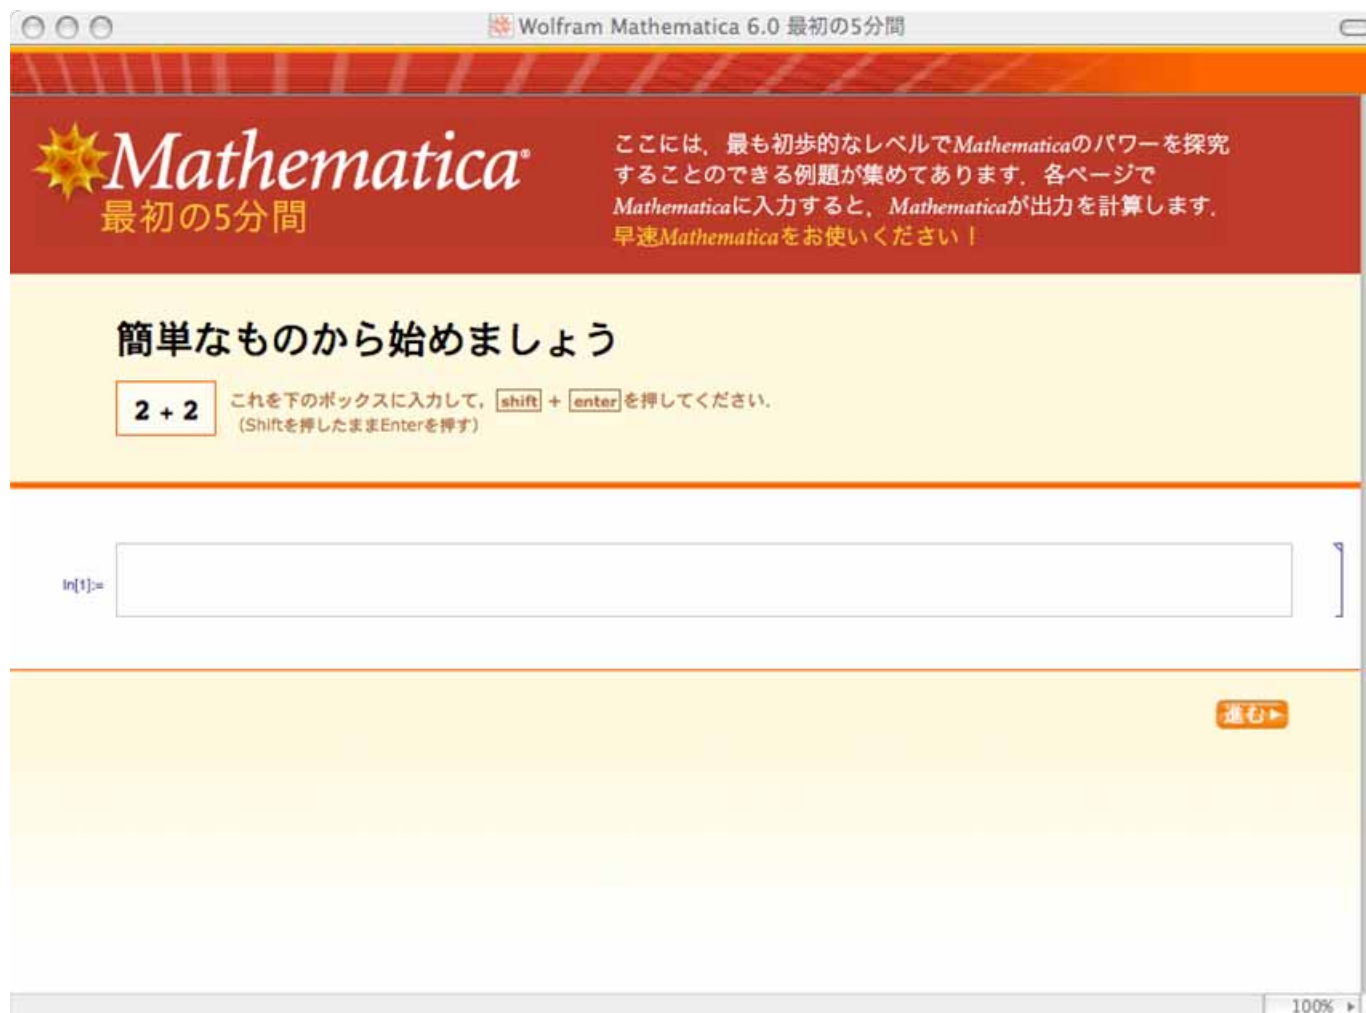 Wolfram Mathematica 6.0 最初の5分間
Mathematica®
最初の5分間
ここには，最も初歩的なレベルでMathematicaのパワーを探究
することのできる例題が集めてあります．各ページで
Mathematicaに入力すると，Mathematicaが出力を計算します．
早速Mathematicaをお使いください！
簡単なものから始めましょう
2 + 2
これを下のボックスに入力して，shift + enterを押してください．
（Shiftを押したままEnterを押す）
In[1]:=
進む
100%